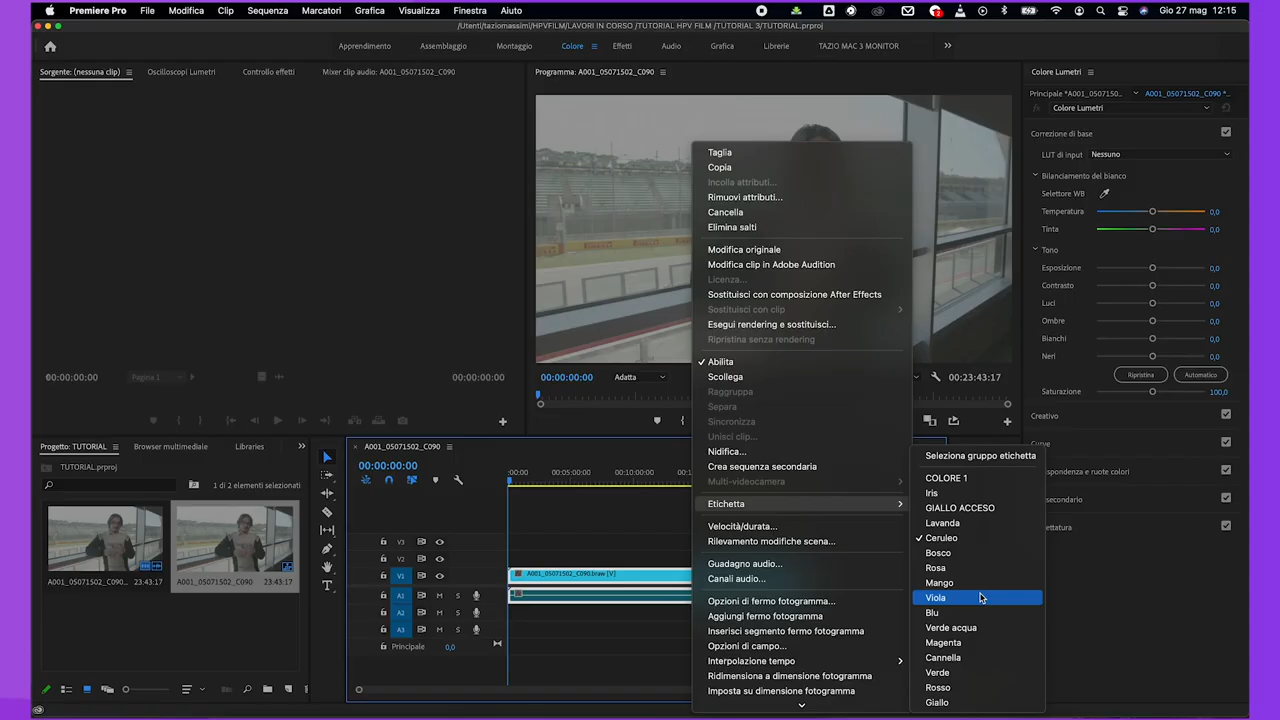 Premiere Pro File Modifica Clip Sequenza Marcatori Grafica Visualizza Finestra Aiuto
2 Gio 27 mag 12:15
/Utenti/taziomassimi/HPVFILM/LAVORI IN CORSO /TUTORIAL HPV FILM /TUTORIAL 3/TUTORIAL.prproj
Apprendimento Assemblaggio Montaggio Colore Effetti Audio Grafica Librerie TAZIO MAC 3 MONITOR
Sorgente: (nessuna clip) Oscilloscopi Lumetri Controllo effetti Mixer clip audio: A001_05071502_C090
Programma: A001_05071502_C090
Colore Lumetri
Principale *A001_050715O... A001_05071502_C090 *...
fx Colore Lumetri
Correzione di base
LUT di input Nessuno
Bilanciamento del bianco
Selettore WB
Temperatura 0,0
Tinta 0,0
Tono
Esposizione 0,0
Contrasto 0,0
Luci 0,0
Ombre 0,0
Bianchi 0,0
Neri 0,0
Ripristina Automatico
Saturazione 100,0
Creativo
Curve
spondenza e ruote colori
secondario
ettatura
00:00:00:00 Pagina 1 00:00:00:00
00:00:00:00 Adatta 00:23:43:17
Taglia
Copia
Incolla attributi...
Rimuovi attributi...
Cancella
Elimina salti
Modifica originale
Modifica clip in Adobe Audition
Licenza...
Sostituisci con composizione After Effects
Sostituisci con clip
Esegui rendering e sostituisci...
Ripristina senza rendering
Abilita
Scollega
Raggruppa
Separa
Sincronizza
Unisci clip...
Nidifica...
Crea sequenza secondaria
Multi-videocamera
Etichetta
Velocità/durata...
Rilevamento modifiche scena...
Guadagno audio...
Canali audio...
Opzioni di fermo fotogramma...
Aggiungi fermo fotogramma
Inserisci segmento fermo fotogramma
Opzioni di campo...
Interpolazione tempo
Ridimensiona a dimensione fotogramma
Imposta su dimensione fotogramma
Seleziona gruppo etichetta
COLORE 1
Iris
GIALLO ACCESO
Lavanda
Ceruleo
Bosco
Rosa
Mango
Viola
Blu
Verde acqua
Magenta
Cannella
Verde
Rosso
Giallo
Progetto: TUTORIAL Browser multimediale Libraries
TUTORIAL.prproj
1 di 2 elementi selezionati
A001_05071502_C090... 23:43:17 A001_05071502_C090 23:43:17
A001_05071502_C090
00:00:00:00
:00:00 00:05:00:00 00:10:00:00
V3
V2
V1 A001_05071502_C090.braw [V]
A1 M S
A2 M S
A3 M S
Principale 0,0